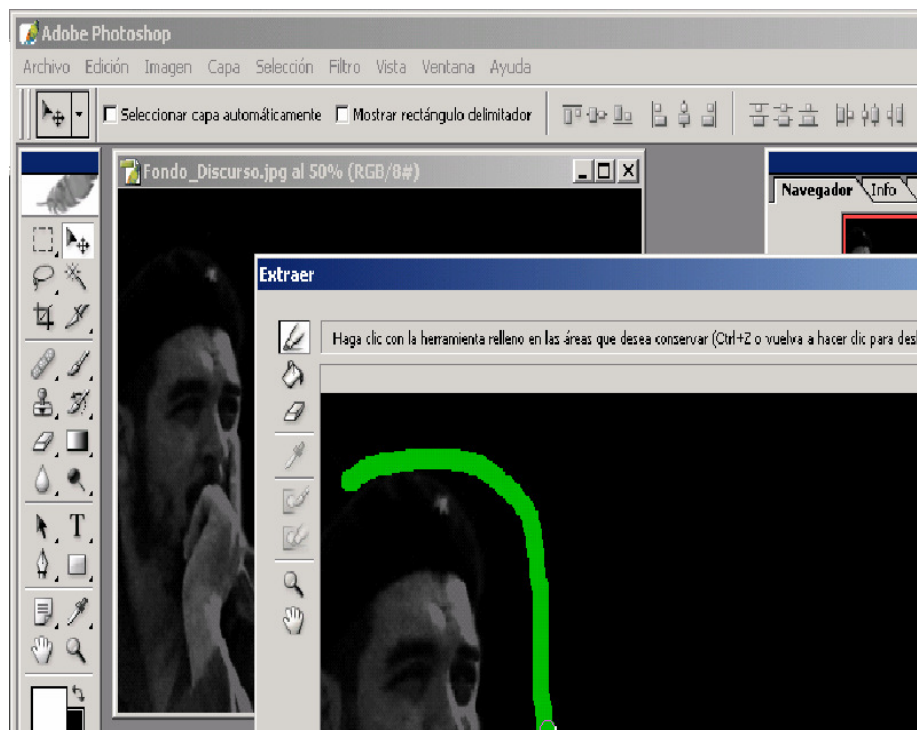 Adobe Photoshop
Archivo Edición Imagen Capa Selección Filtro Vista Ventana Ayuda
Seleccionar capa automáticamente Mostrar rectángulo delimitador
Fondo_Discurso.jpg al 50% (RGB/8#)
Navegador Info
Extraer
Haga clic con la herramienta relleno en las áreas que desea conservar (Ctrl+Z o vuelva a hacer clic para des
T